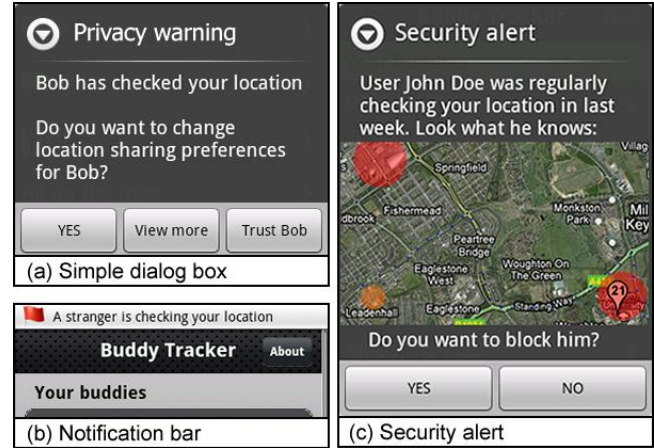 Privacy warning
Bob has checked your location
Do you want to change
location sharing preferences
for Bob?
YES
View more
Trust Bob
(a) Simple dialog box
A stranger is checking your location
Buddy Tracker
About
Your buddies
(b) Notification bar
Security alert
User John Doe was regularly
checking your location in last
week. Look what he knows:
Villag
Springfield
dbrook
Fishermead
Monkston
Park
Mil
Key
Peartree
Bridge
Woughton On
The Green
Eaglestone
West
21
Leadenhall
Eaglestone
Standing Way
Do you want to block him?
YES
NO
(c) Security alert